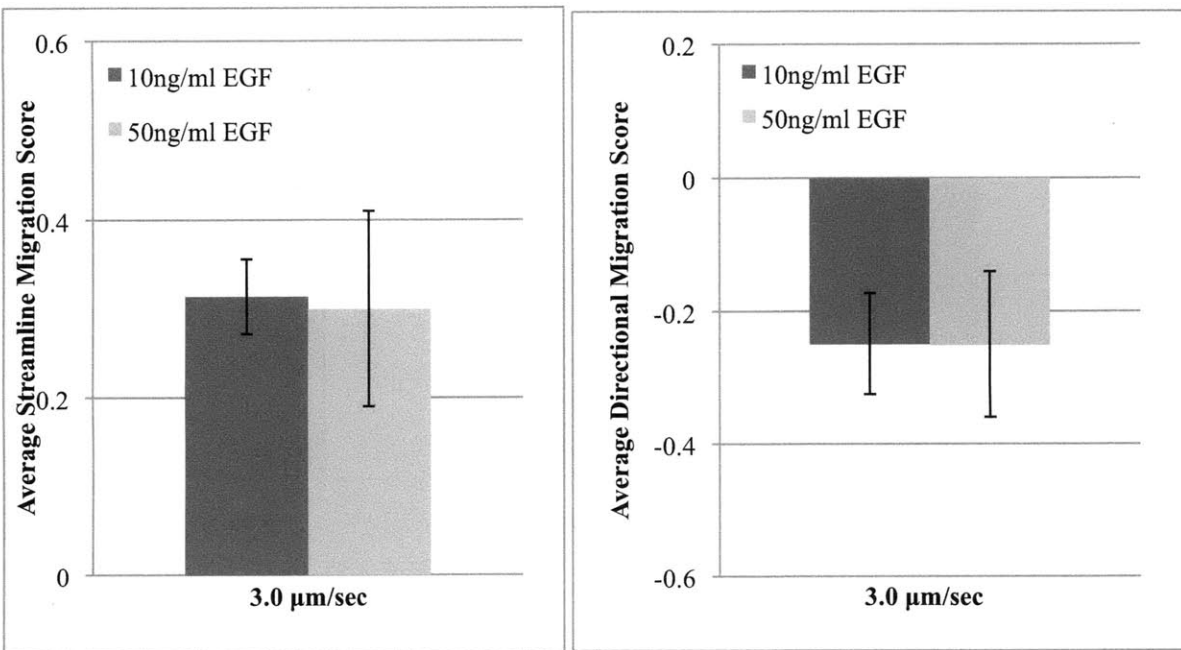 Average Streamline Migration Score
0.6
0.4
0.2
0
10ng/ml EGF
50ng/ml EGF
3.0 µm/sec
Average Directional Migration Score
0.2
0
-0.2
-0.4
-0.6
10ng/ml EGF
50ng/ml EGF
3.0 µm/sec